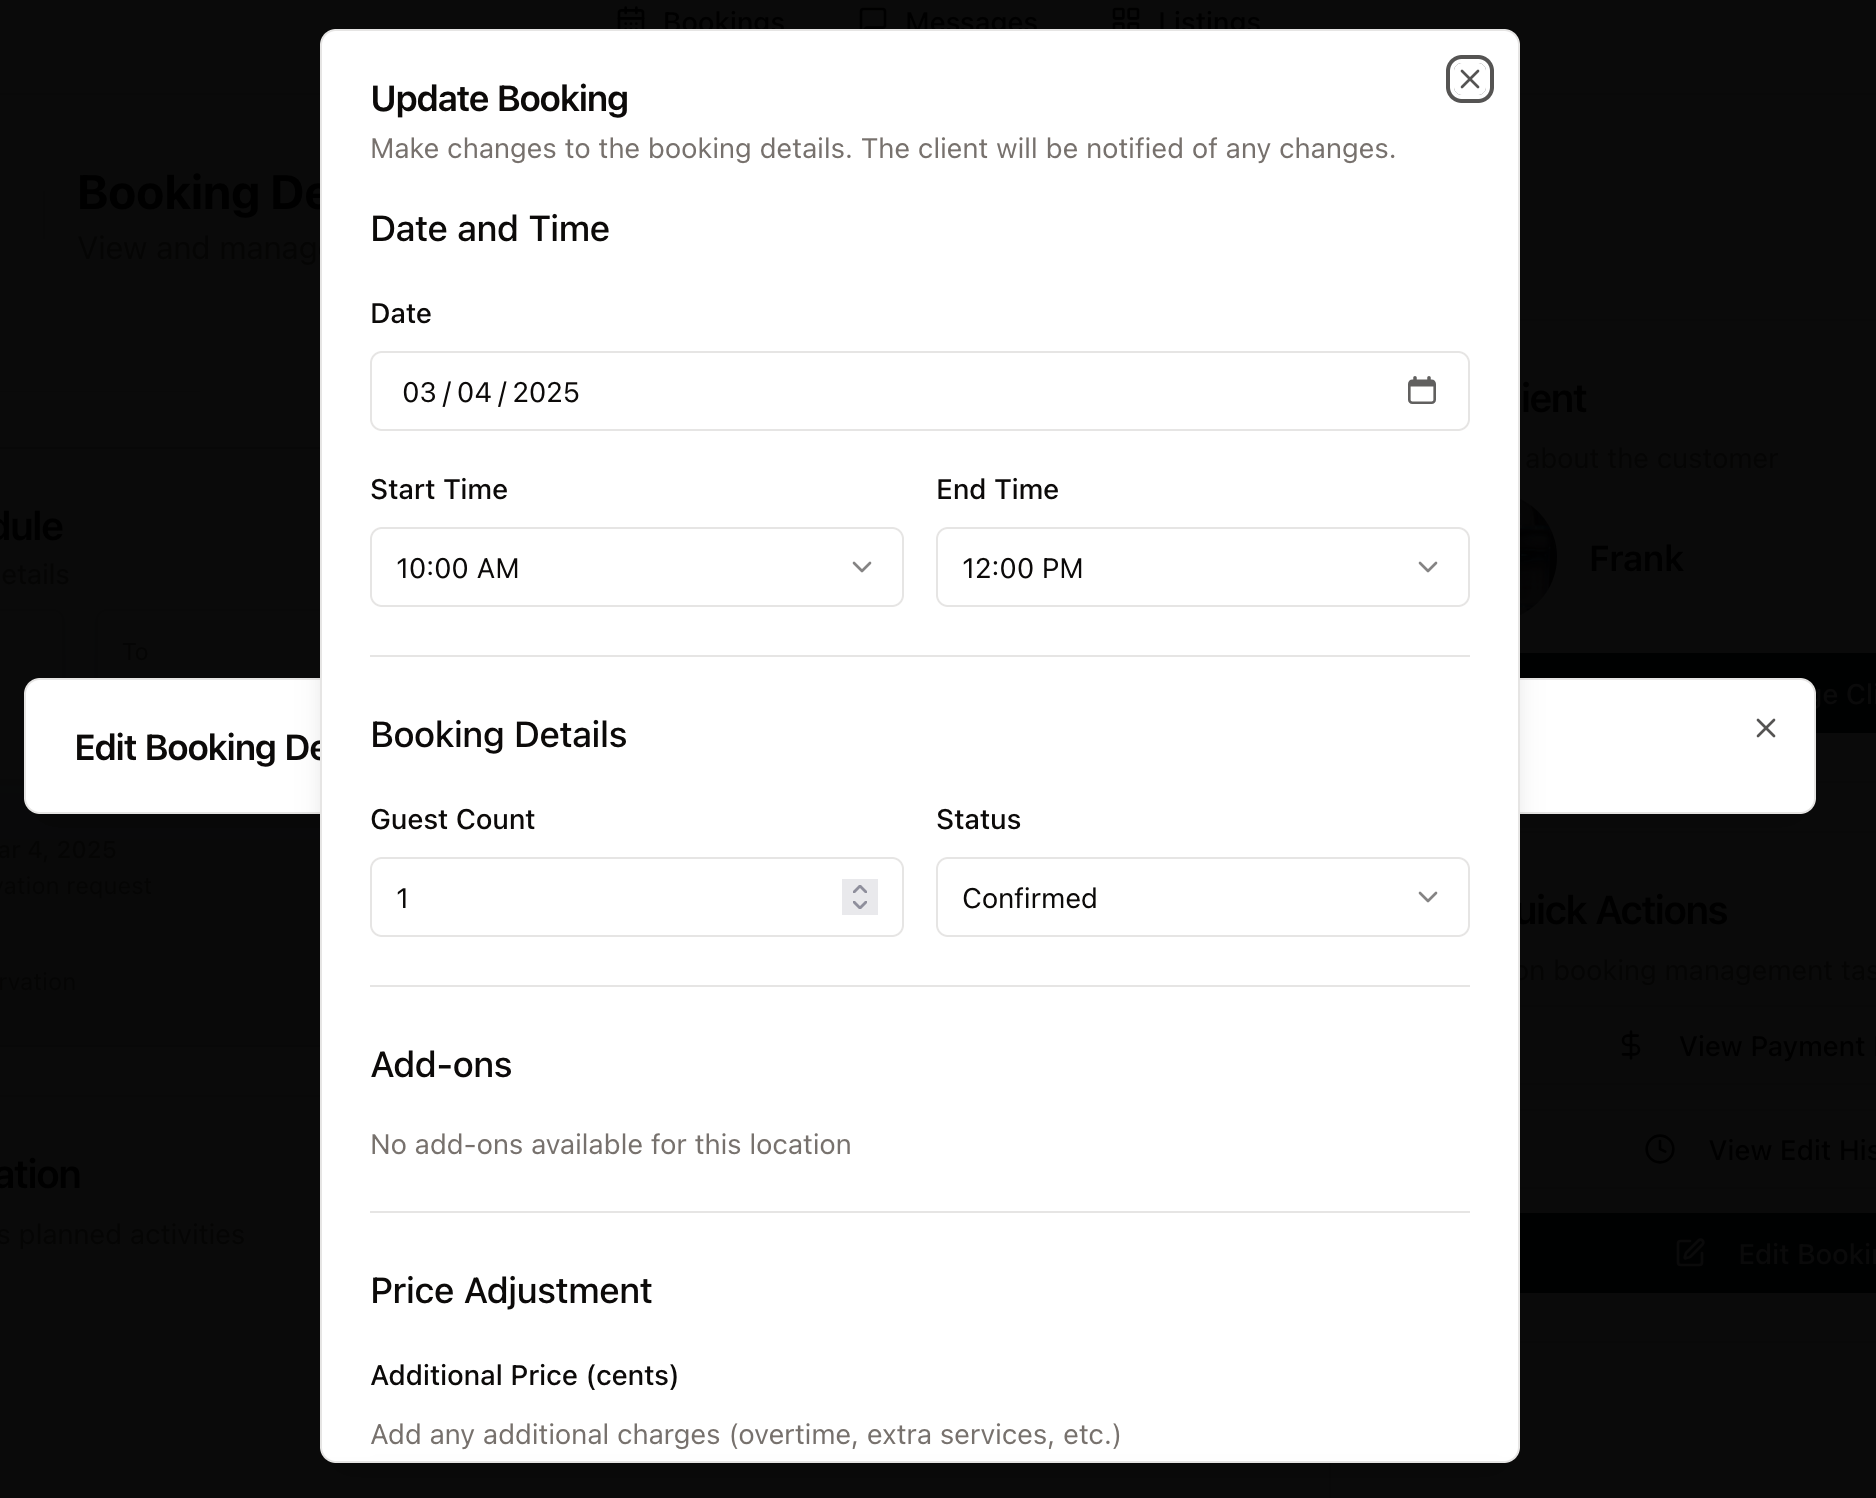 Bookings Messages Listings
Update Booking
Make changes to the booking details. The client will be notified of any changes.
Booking De
View and manag
Date and Time
Date
03/04/2025
ient
about the customer
Start Time End Time
dule
10:00 AM 12:00 PM
Frank
etails
To
e Cl
Edit Booking De
Booking Details
Guest Count Status
er 4, 2025
vation request
1 Confirmed
uick Actions
on booking management tas
rvation
Add-ons
View Payment
No add-ons available for this location
View Edit His
ation
s planned activities
Edit Bookin
Price Adjustment
Additional Price (cents)
Add any additional charges (overtime, extra services, etc.)